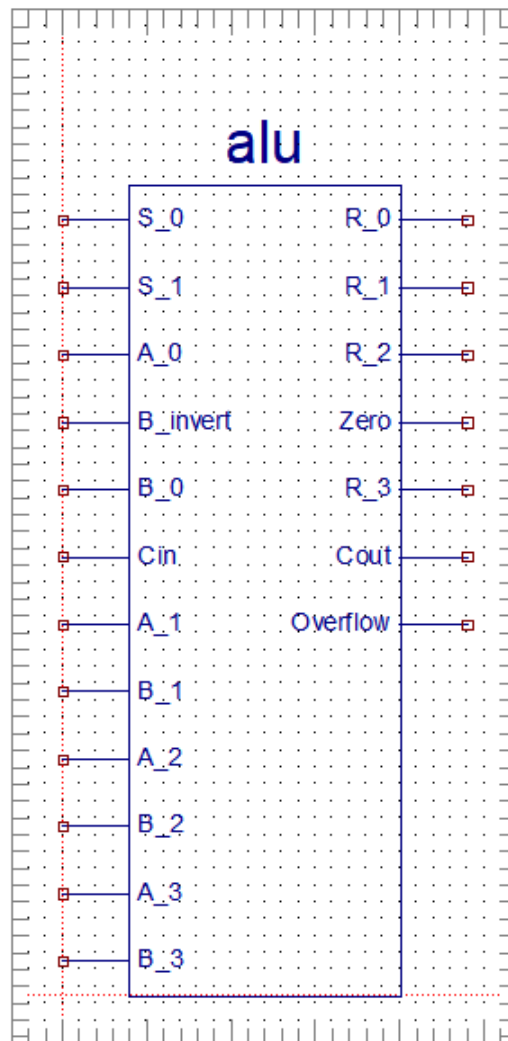 alu
S_0 R_0
S_1 R_1
A_0 R_2
B_invert Zero
B_0 R_3
Cin Cout
A_1 Overflow
B_1
A_2
B_2
A_3
B_3